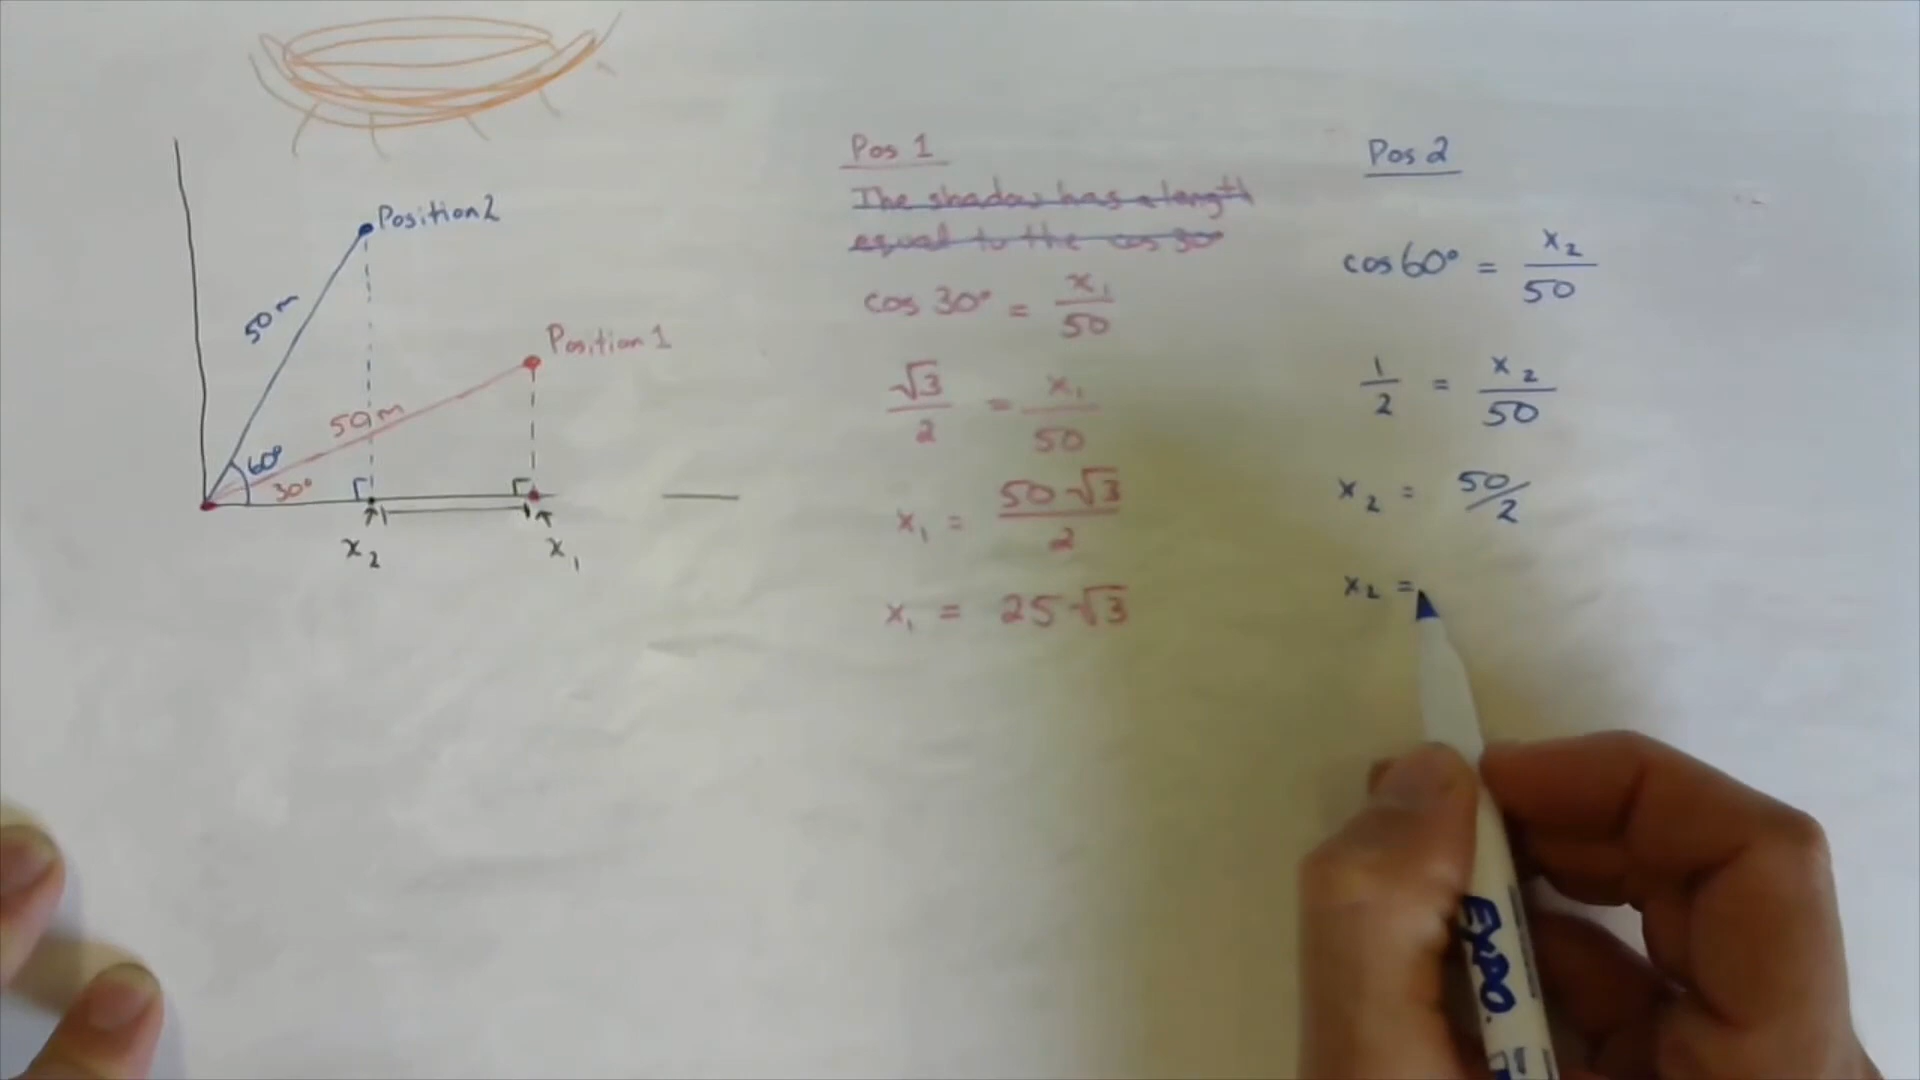 Position 2
50 m
Position 1
50 m
60°
30°
x₂
x₁
Pos 1
The shadow has a length
equal to the cos 30°
cos 30° = x₁/50
√3/2 = x₁/50
x₁ = 50√3/2
x₁ = 25√3
Pos 2
cos 60° = x₂/50
1/2 = x₂/50
x₂ = 50/2
x₂ =
EXPO.